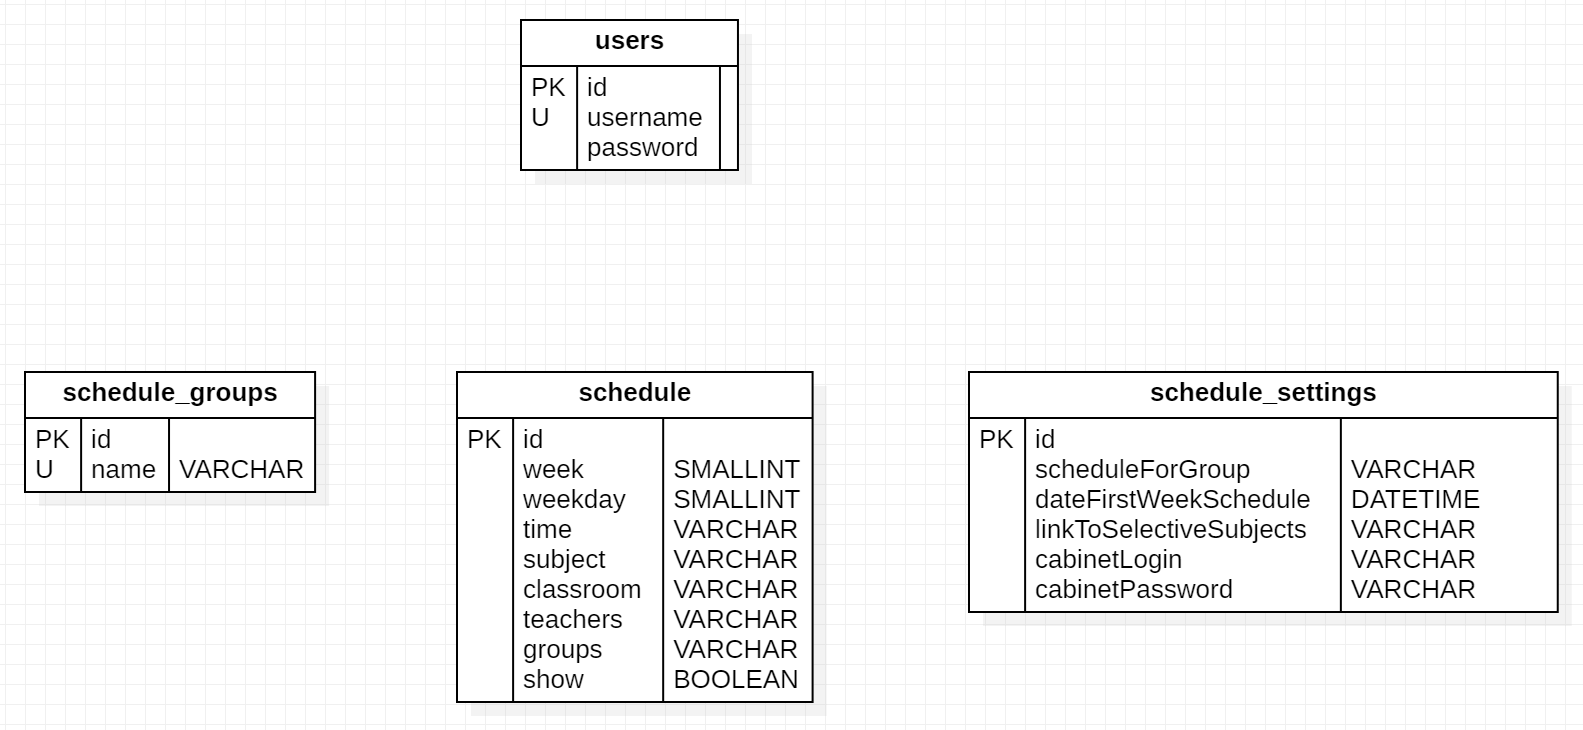 users
PK id
U username
password
schedule_groups
PK id
U name VARCHAR
schedule
PK id
week SMALLINT
weekday SMALLINT
time VARCHAR
subject VARCHAR
classroom VARCHAR
teachers VARCHAR
groups VARCHAR
show BOOLEAN
schedule_settings
PK id
scheduleForGroup VARCHAR
dateFirstWeekSchedule DATETIME
linkToSelectiveSubjects VARCHAR
cabinetLogin VARCHAR
cabinetPassword VARCHAR